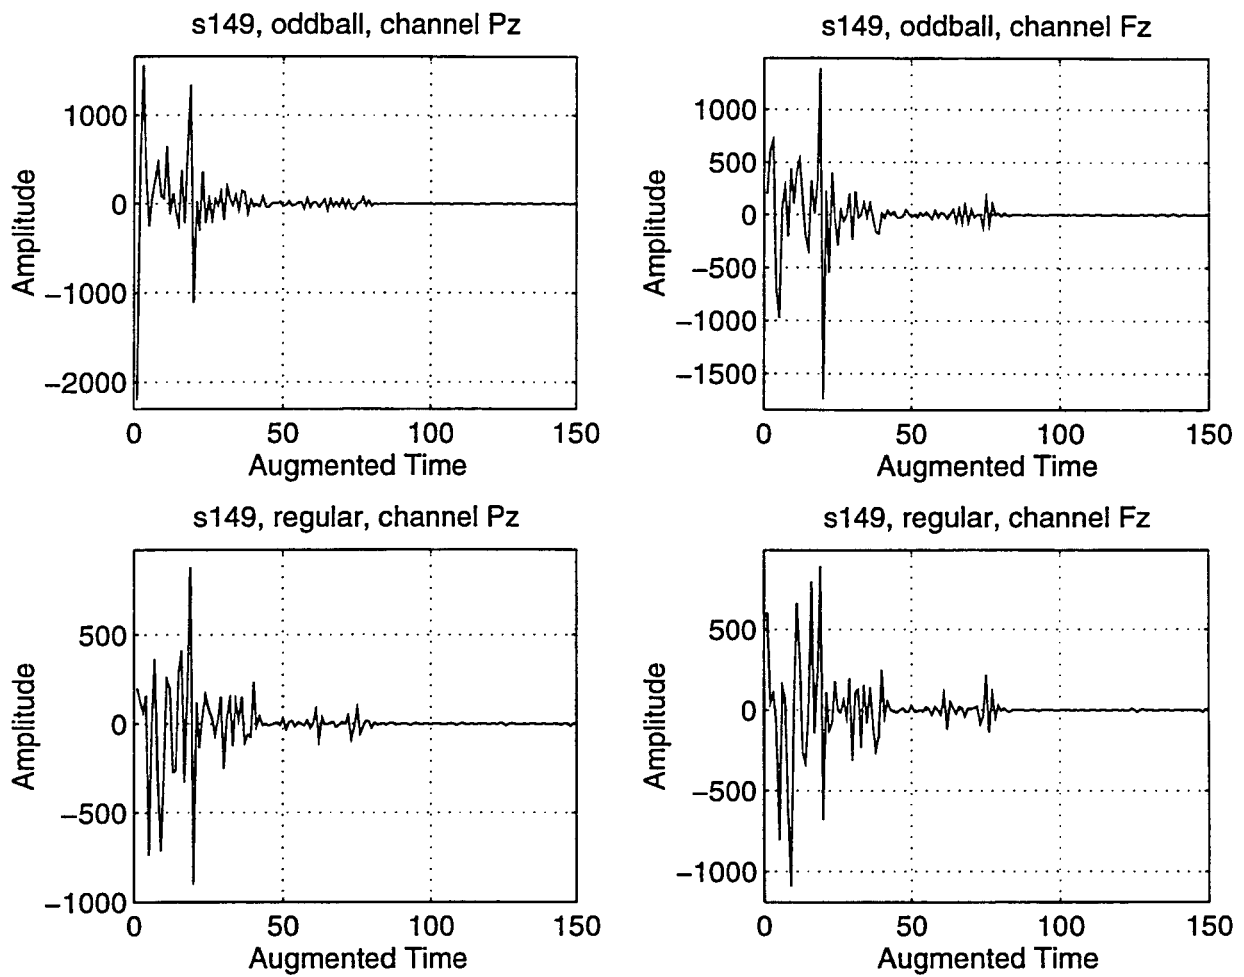 s149, oddball, channel Pz
Amplitude
1000
0
−1000
−2000
0 50 100 150
Augmented Time
s149, oddball, channel Fz
Amplitude
1000
500
0
−500
−1000
−1500
0 50 100 150
Augmented Time
s149, regular, channel Pz
Amplitude
500
0
−500
−1000
0 50 100 150
Augmented Time
s149, regular, channel Fz
Amplitude
500
0
−500
−1000
0 50 100 150
Augmented Time